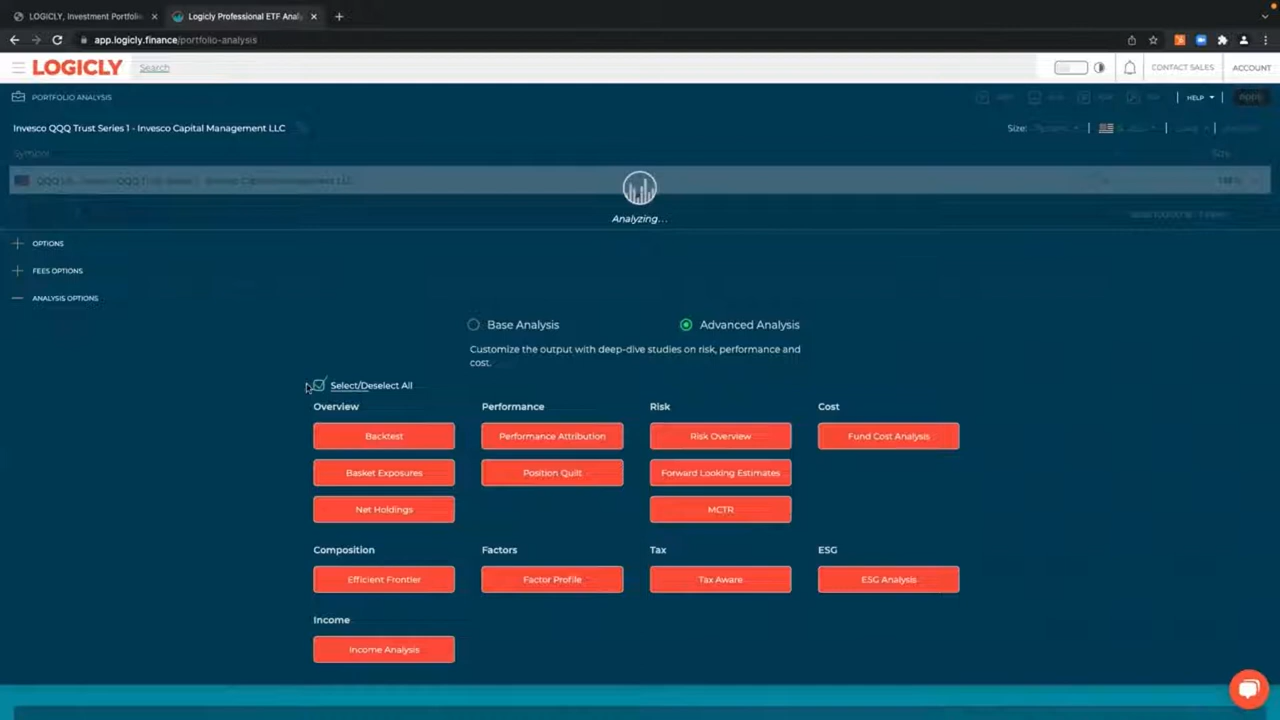 LOGICLY, Investment Portfolio
Logicly Professional ETF Anal
app.logicly.finance/portfolio-analysis
LOGICLY
Search
CONTACT SALES
ACCOUNT
PORTFOLIO ANALYSIS
HELP
Invesco QQQ Trust Series 1 - Invesco Capital Management LLC
Size:
Symbol
Size
Analyzing...
OPTIONS
FEES OPTIONS
ANALYSIS OPTIONS
Base Analysis
Advanced Analysis
Customize the output with deep-dive studies on risk, performance and
cost.
Select/Deselect All
Overview
Performance
Risk
Cost
Backtest
Performance Attribution
Risk Overview
Fund Cost Analysis
Basket Exposures
Position Quilt
Forward Looking Estimates
Net Holdings
MCTR
Composition
Factors
Tax
ESG
Efficient Frontier
Factor Profile
Tax Aware
ESG Analysis
Income
Income Analysis